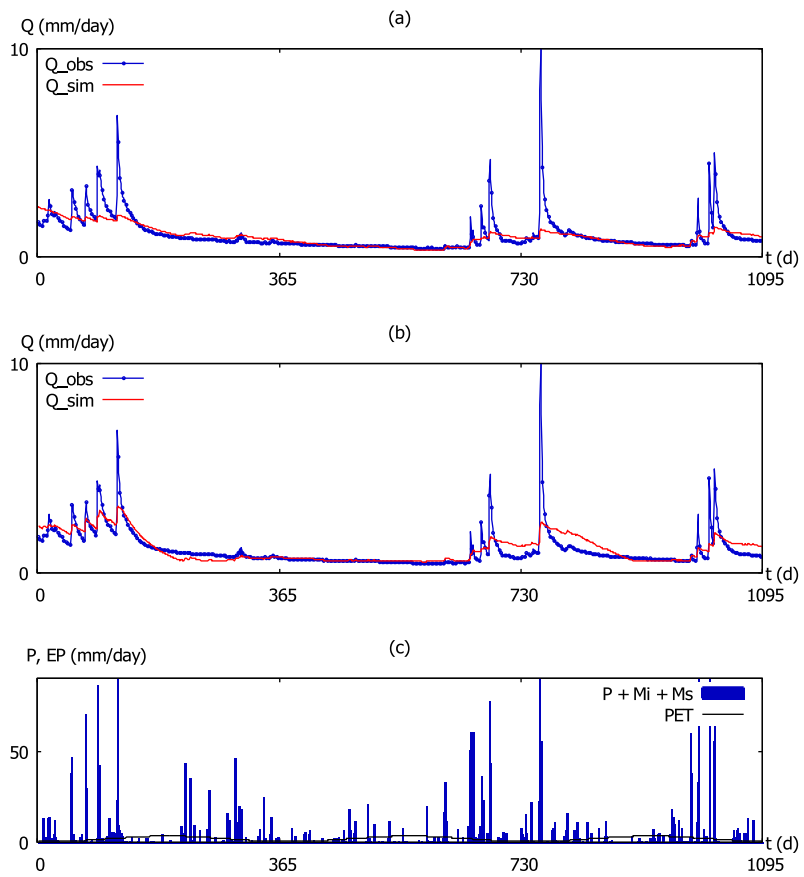 (a)
Q (mm/day)
10
Q_obs
Q_sim
0
t (d)
0 365 730 1095
(b)
Q (mm/day)
10
Q_obs
Q_sim
0
t (d)
0 365 730 1095
(c)
P, EP (mm/day)
P + Mi + Ms
PET
50
0
t (d)
0 365 730 1095